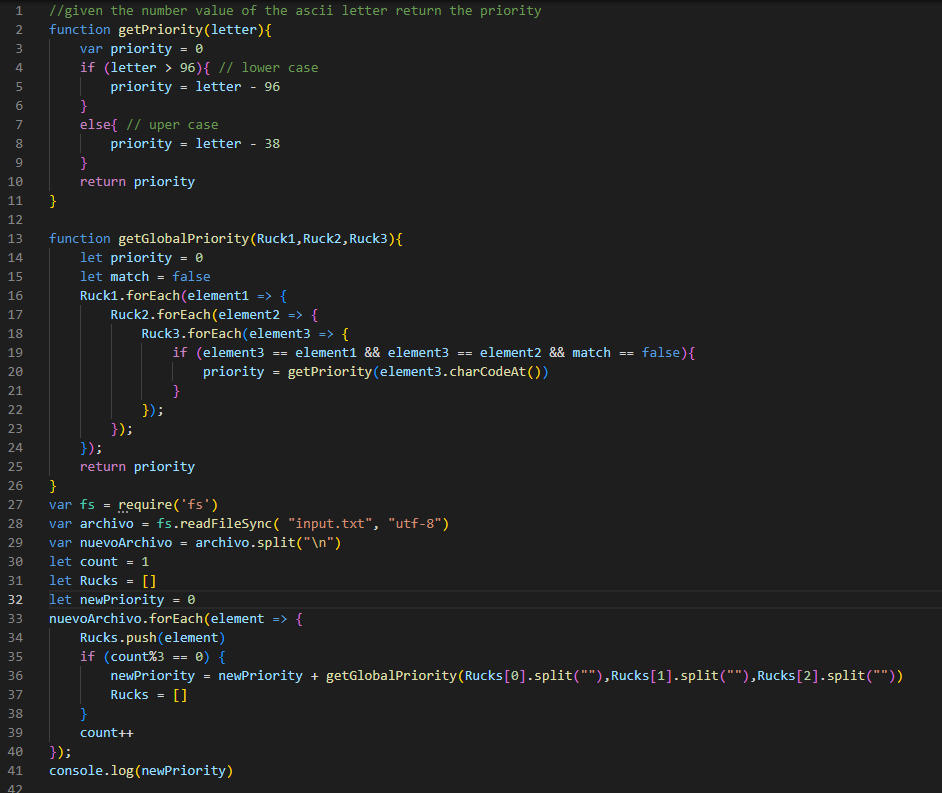 1 //given the number value of the ascii letter return the priority
2 function getPriority(letter){
3     var priority = 0
4     if (letter > 96){ // lower case
5         priority = letter - 96
6     }
7     else{ // uper case
8         priority = letter - 38
9     }
10     return priority
11 }
12
13 function getGlobalPriority(Ruck1,Ruck2,Ruck3){
14     let priority = 0
15     let match = false
16     Ruck1.forEach(element1 => {
17         Ruck2.forEach(element2 => {
18             Ruck3.forEach(element3 => {
19                 if (element3 == element1 && element3 == element2 && match == false){
20                     priority = getPriority(element3.charCodeAt())
21                 }
22             });
23         });
24     });
25     return priority
26 }
27 var fs = require('fs')
28 var archivo = fs.readFileSync( "input.txt", "utf-8")
29 var nuevoArchivo = archivo.split("\n")
30 let count = 1
31 let Rucks = []
32 let newPriority = 0
33 nuevoArchivo.forEach(element => {
34     Rucks.push(element)
35     if (count%3 == 0) {
36         newPriority = newPriority + getGlobalPriority(Rucks[0].split(""),Rucks[1].split(""),Rucks[2].split(""))
37         Rucks = []
38     }
39     count++
40 });
41 console.log(newPriority)
42